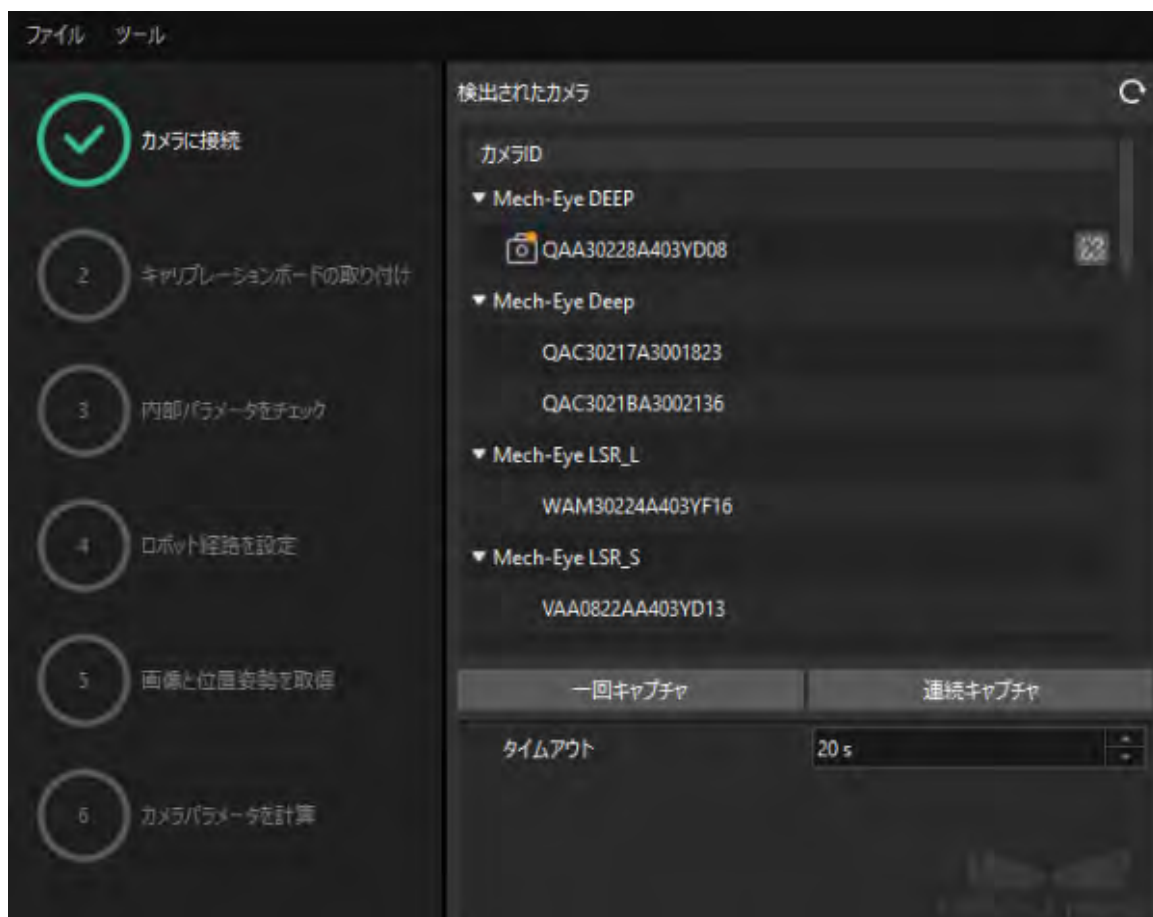 ファイル ツール
カメラに接続
2 キャリブレーションボードの取り付け
3 内部パラメータをチェック
4 ロボット経路を設定
5 画像と位置姿勢を取得
6 カメラパラメータを計算
検出されたカメラ
カメラID
Mech-Eye DEEP
QAA30228A403YD08
Mech-Eye Deep
QAC30217A3001823
QAC3021BA3002136
Mech-Eye LSR_L
WAM30224A403YF16
Mech-Eye LSR_S
VAA0822AA403YD13
一回キャプチャ 連続キャプチャ
タイムアウト 20 s